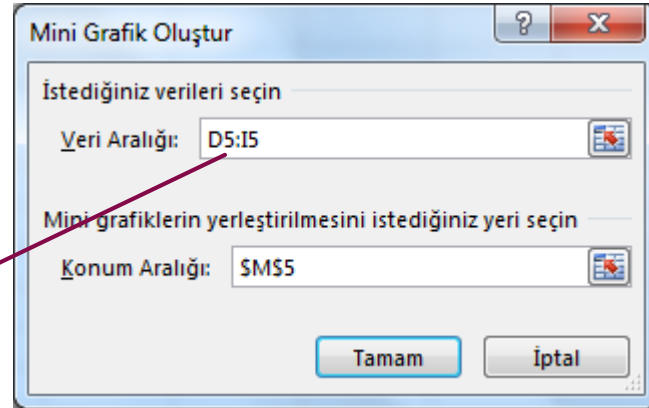 Mini Grafik Oluştur
İstediğiniz verileri seçin
Veri Aralığı: D5:I5
Mini grafiklerin yerleştirilmesini istediğiniz yeri seçin
Konum Aralığı: $M$5
Tamam İptal